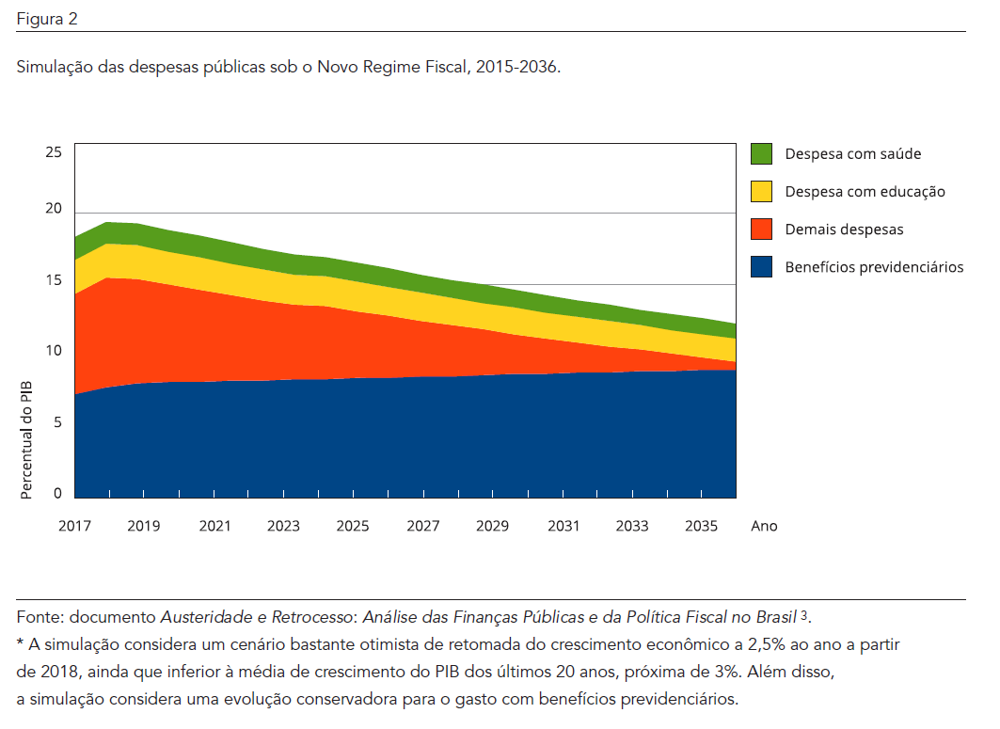 Figura 2
Simulação das despesas públicas sob o Novo Regime Fiscal, 2015-2036.
25
20
15
10
5
0
Percentual do PIB
2017 2019 2021 2023 2025 2027 2029 2031 2033 2035 Ano
Despesa com saúde
Despesa com educação
Demais despesas
Benefícios previdenciários
Fonte: documento Austeridade e Retrocesso: Análise das Finanças Públicas e da Política Fiscal no Brasil 3.
* A simulação considera um cenário bastante otimista de retomada do crescimento econômico a 2,5% ao ano a partir
de 2018, ainda que inferior à média de crescimento do PIB dos últimos 20 anos, próxima de 3%. Além disso,
a simulação considera uma evolução conservadora para o gasto com benefícios previdenciários.